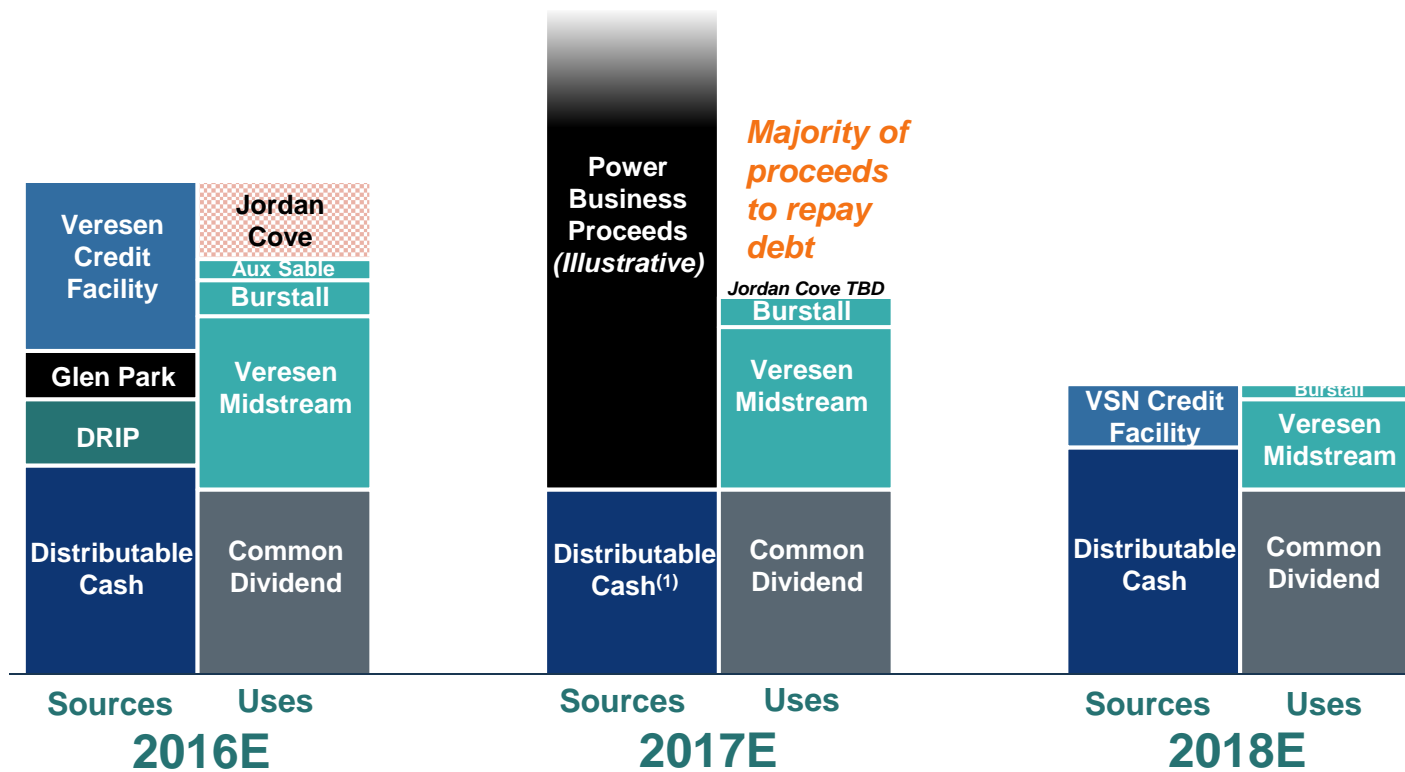 Veresen
Credit
Facility
Glen Park
DRIP
Distributable
Cash
Jordan
Cove
Aux Sable
Burstall
Veresen
Midstream
Common
Dividend
Sources
Uses
2016E
Power
Business
Proceeds
(Illustrative)
Distributable
Cash(1)
Majority of
proceeds
to repay
debt
Jordan Cove TBD
Burstall
Veresen
Midstream
Common
Dividend
Sources
Uses
2017E
VSN Credit
Facility
Distributable
Cash
Burstall
Veresen
Midstream
Common
Dividend
Sources
Uses
2018E